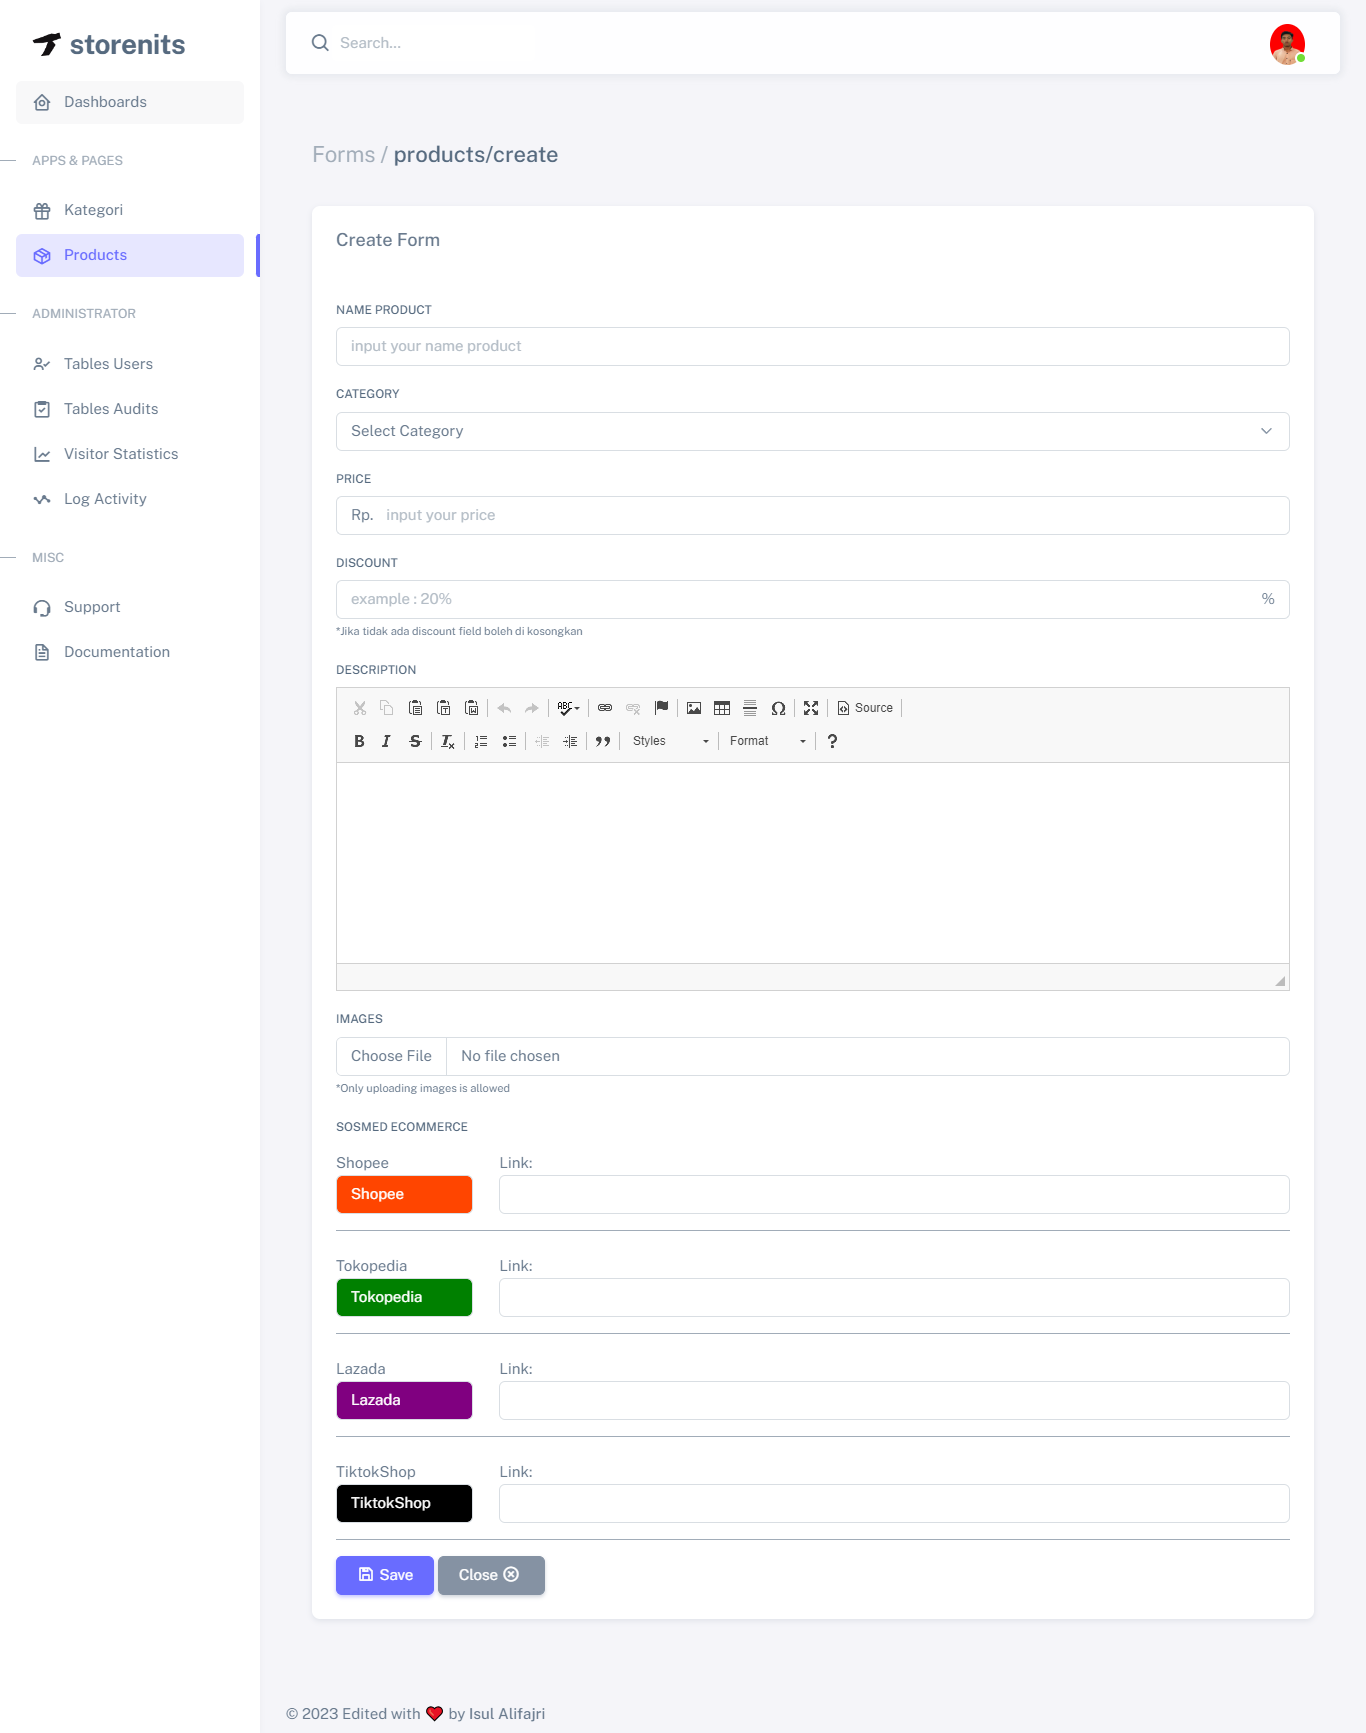 storenits
Search...
Dashboards
APPS & PAGES
Kategori
Products
ADMINISTRATOR
Tables Users
Tables Audits
Visitor Statistics
Log Activity
MISC
Support
Documentation
Forms / products/create
Create Form
NAME PRODUCT
input your name product
CATEGORY
Select Category
PRICE
Rp. input your price
DISCOUNT
example : 20% %
*Jika tidak ada discount field boleh di kosongkan
DESCRIPTION
ABC Ω Source
B I S Tx Styles Format ?
IMAGES
Choose File No file chosen
*Only uploading images is allowed
SOSMED ECOMMERCE
Shopee Link:
Shopee
Tokopedia Link:
Tokopedia
Lazada Link:
Lazada
TiktokShop Link:
TiktokShop
Save Close
© 2023 Edited with ❤ by Isul Alifajri